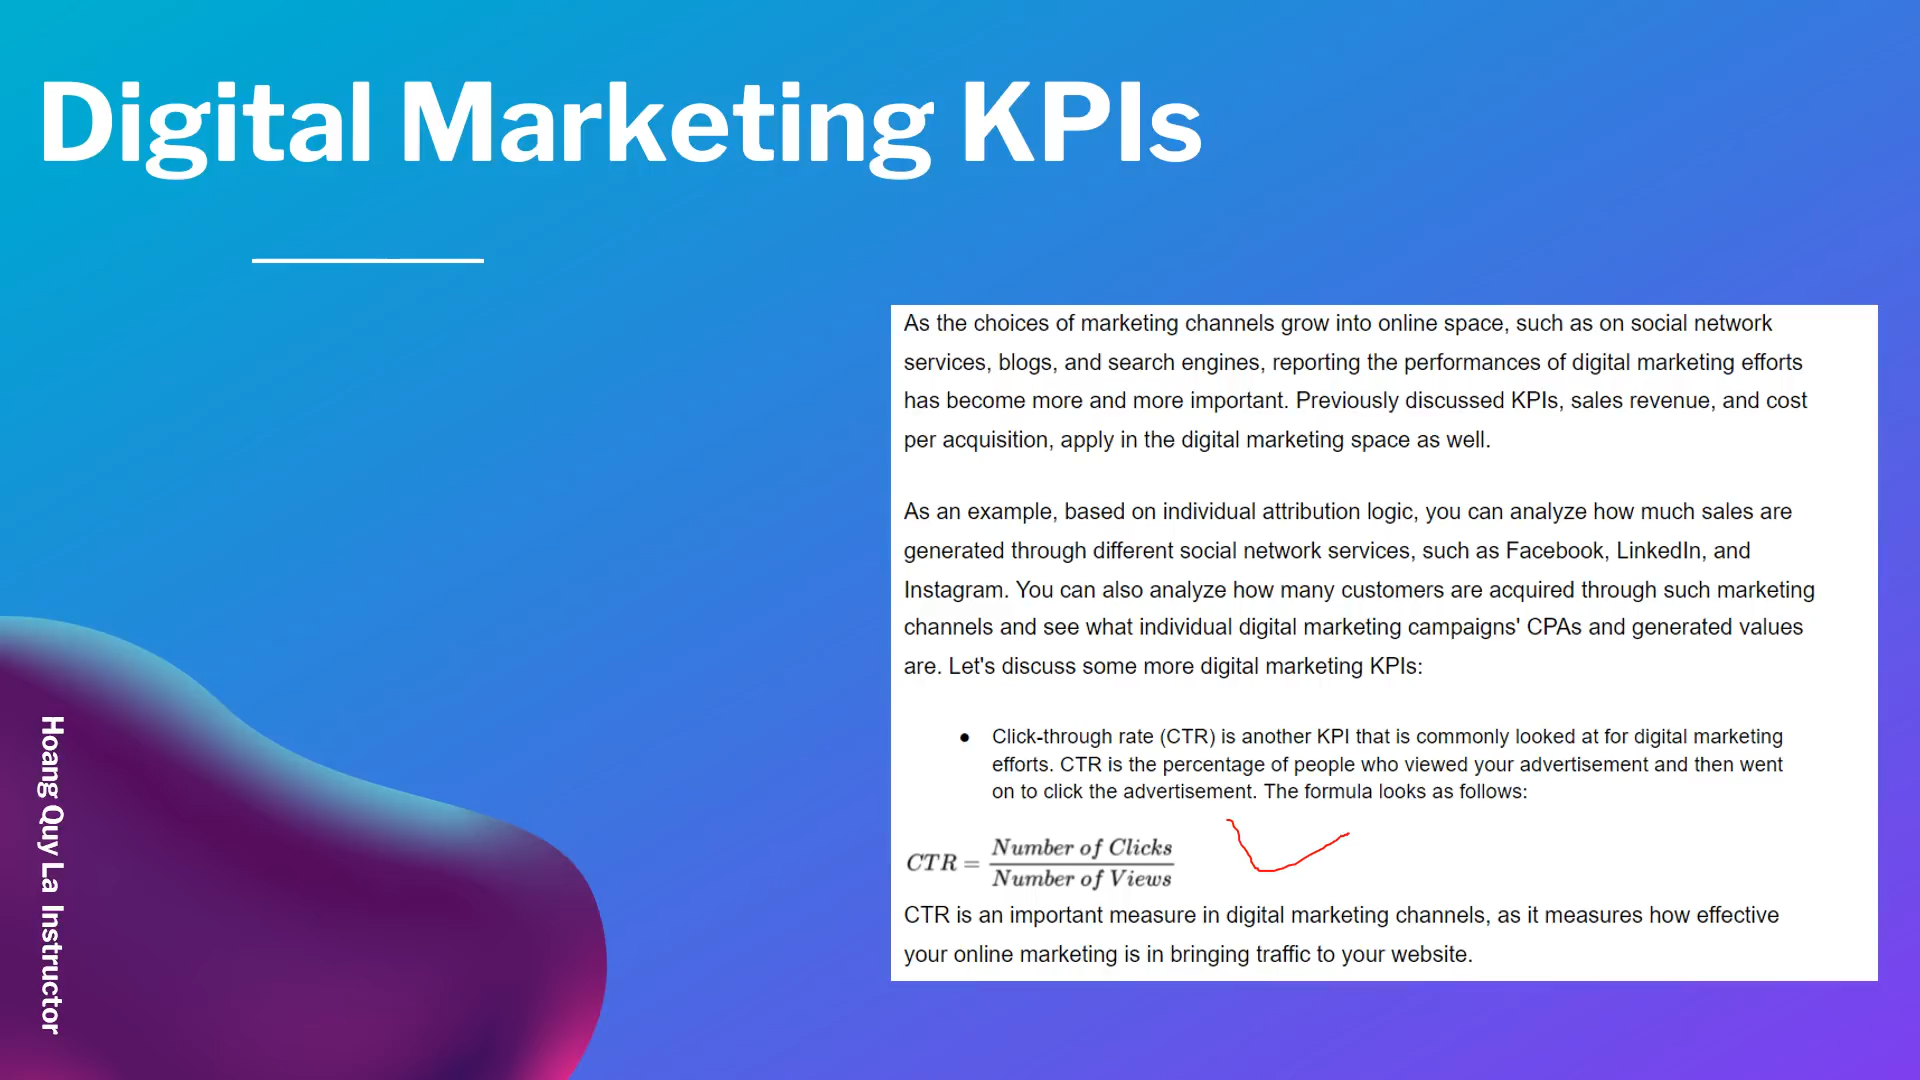 Digital Marketing KPIs
As the choices of marketing channels grow into online space, such as on social network
services, blogs, and search engines, reporting the performances of digital marketing efforts
has become more and more important. Previously discussed KPIs, sales revenue, and cost
per acquisition, apply in the digital marketing space as well.
As an example, based on individual attribution logic, you can analyze how much sales are
generated through different social network services, such as Facebook, LinkedIn, and
Instagram. You can also analyze how many customers are acquired through such marketing
channels and see what individual digital marketing campaigns' CPAs and generated values
are. Let's discuss some more digital marketing KPIs:
● Click-through rate (CTR) is another KPI that is commonly looked at for digital marketing
efforts. CTR is the percentage of people who viewed your advertisement and then went
on to click the advertisement. The formula looks as follows:
CTR = Number of Clicks / Number of Views
CTR is an important measure in digital marketing channels, as it measures how effective
your online marketing is in bringing traffic to your website.
Hoang Quy La Instructor